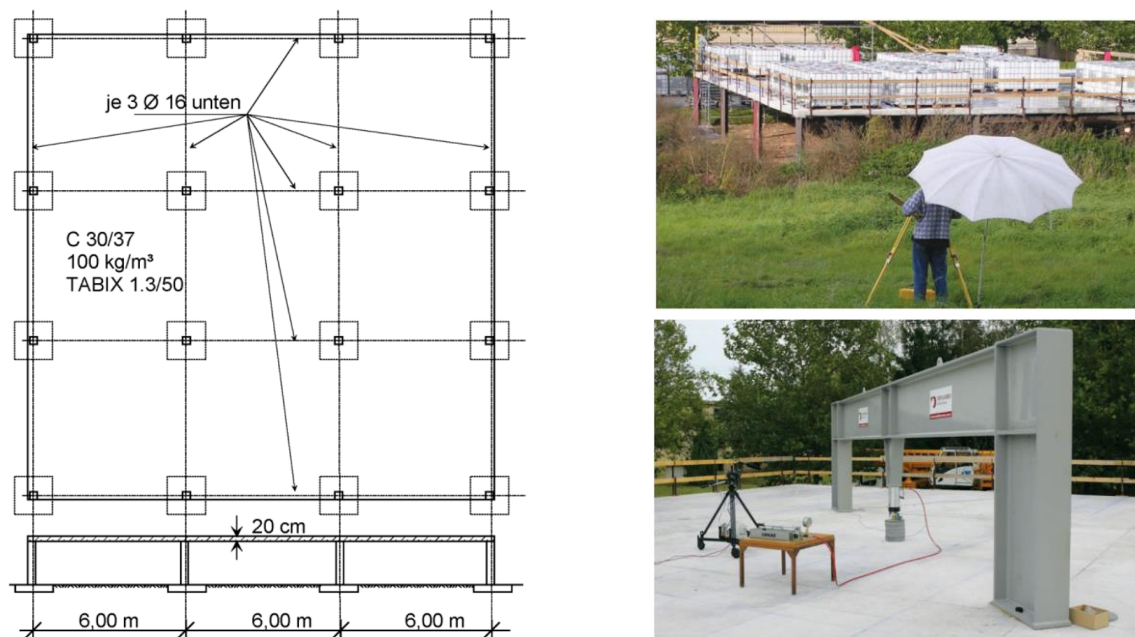 je 3 Ø 16 unten
C 30/37
100 kg/m³
TABIX 1.3/50
20 cm
6,00 m
6,00 m
6,00 m